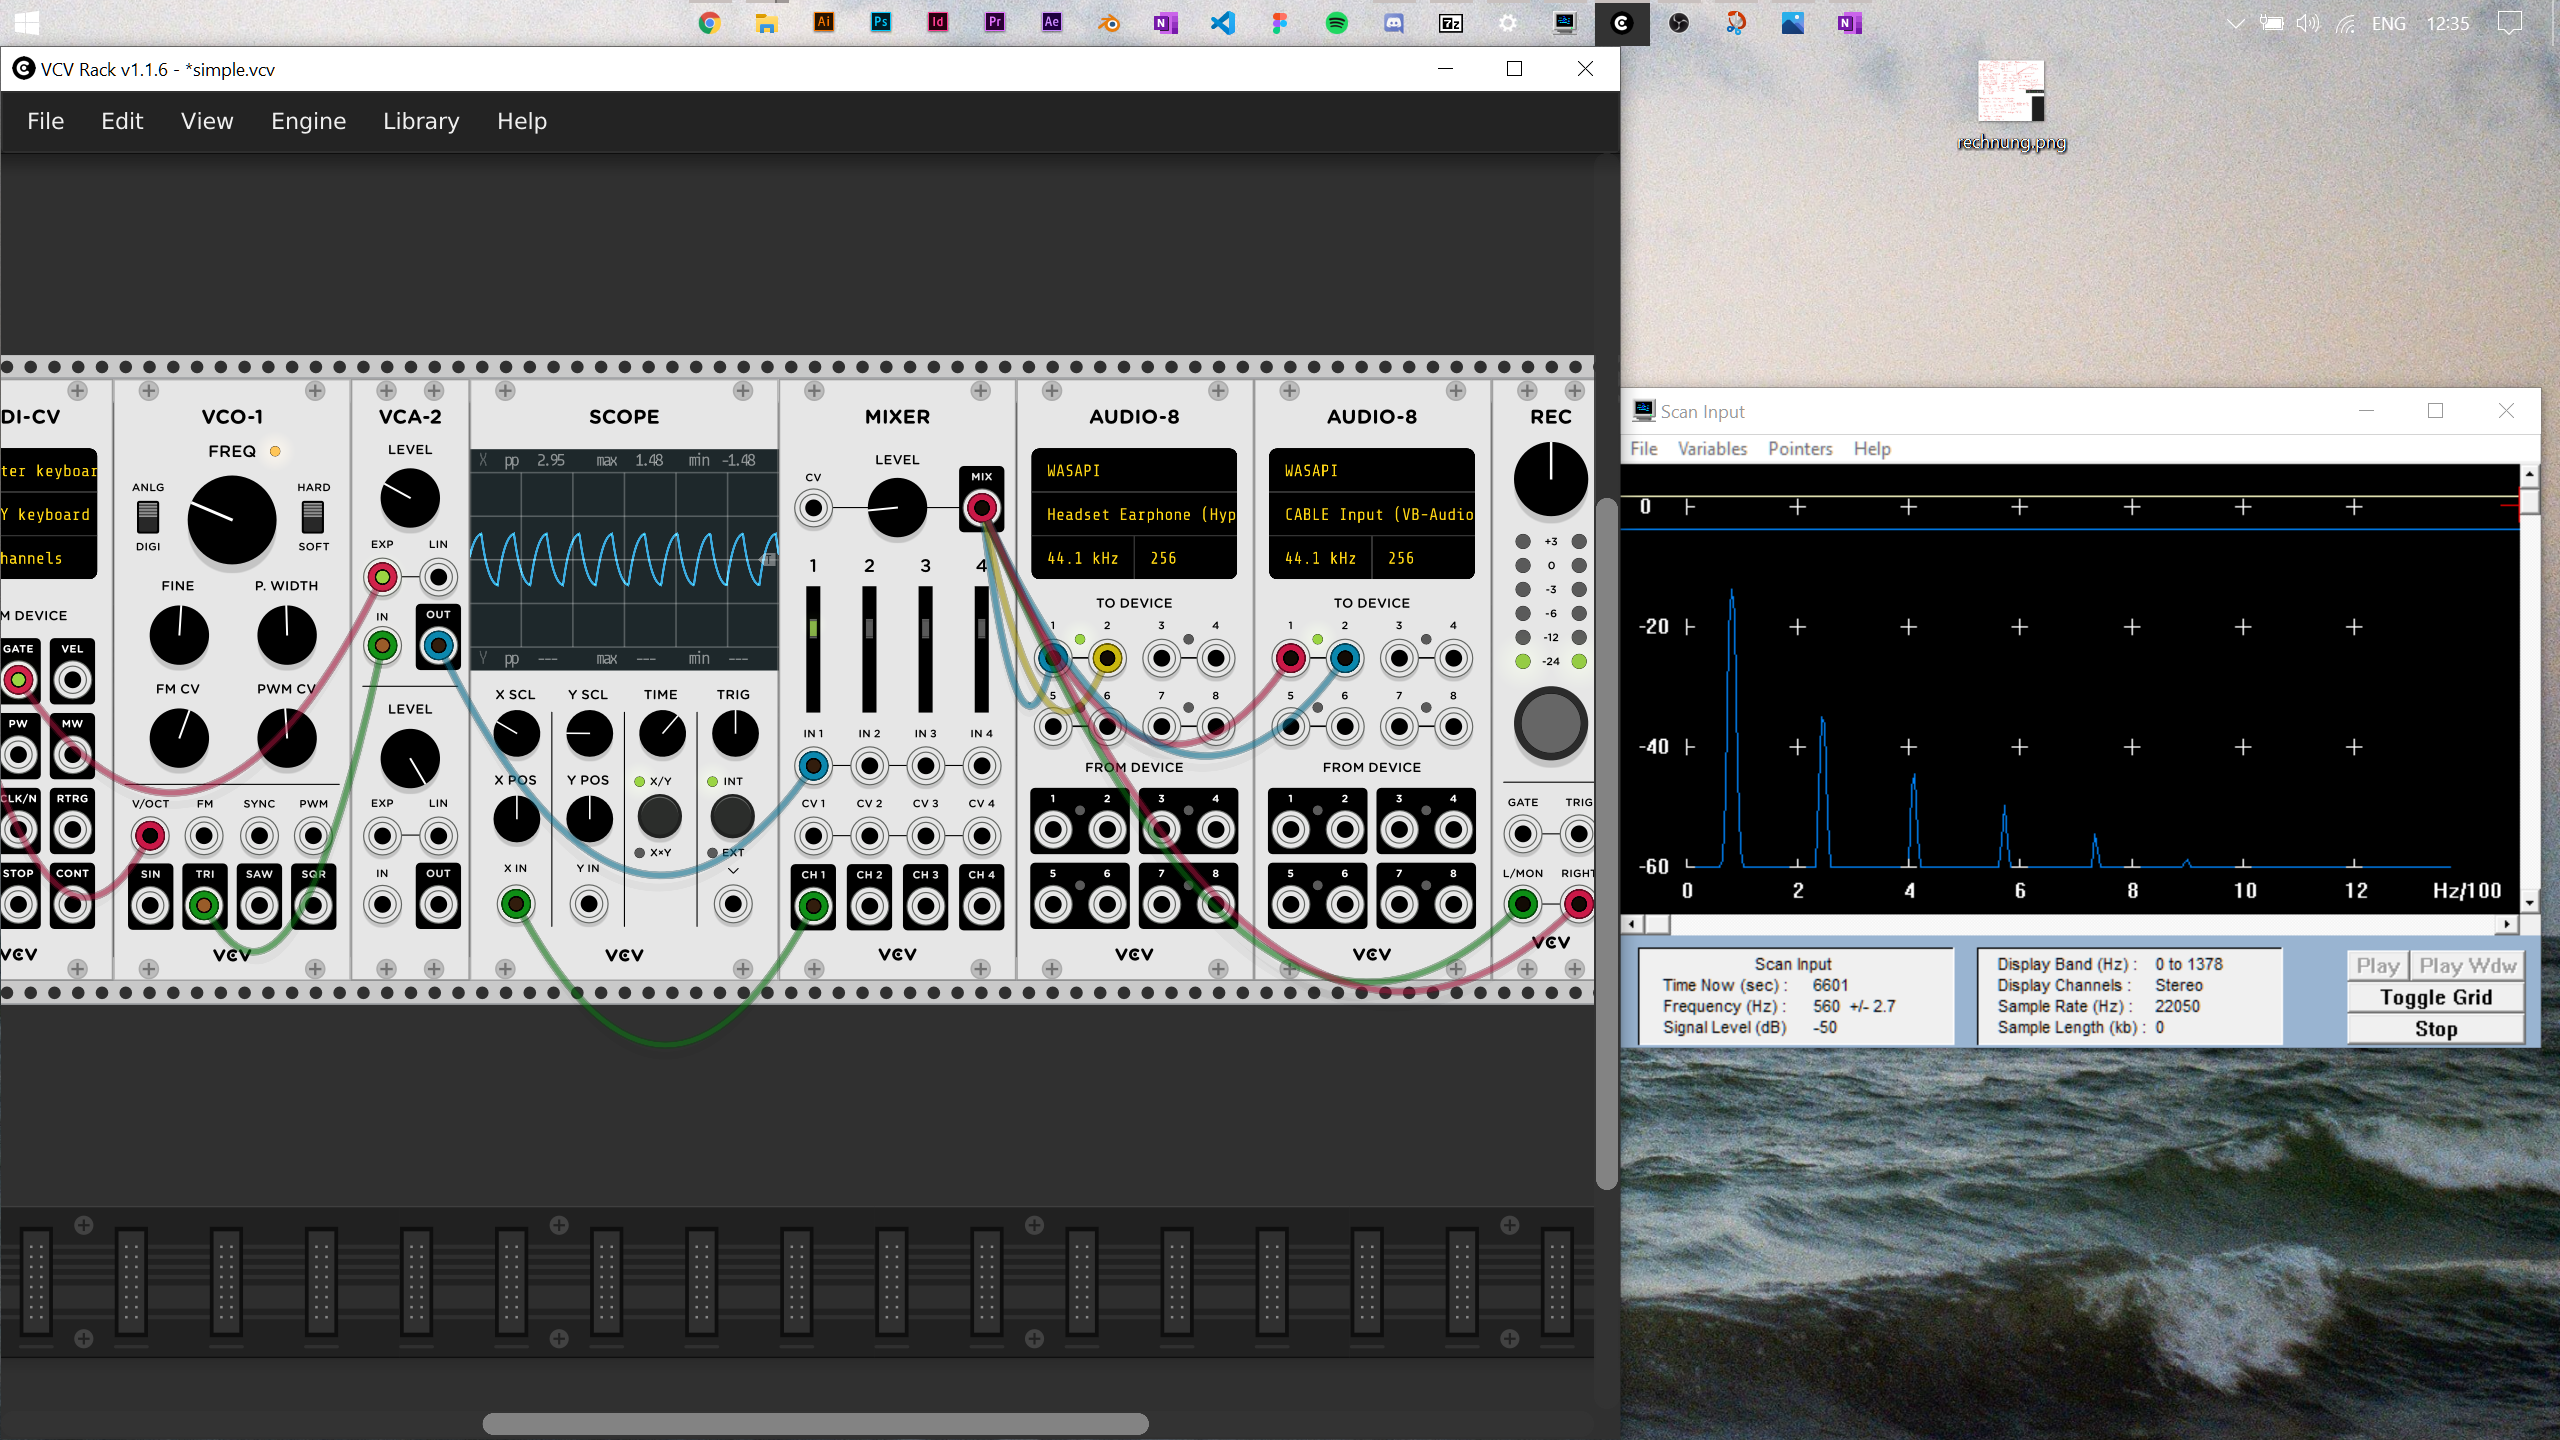 ENG 12:35
VCV Rack v1.1.6 - *simple.vcv
File Edit View Engine Library Help
rechnung.png
DI-CV
ter keyboar
Y keyboard
hannels
M DEVICE
GATE VEL
PW MW
CLK/N RTRG
STOP CONT
VCV
VCO-1
FREQ
ANLG HARD
DIGI SOFT
FINE P. WIDTH
FM CV PWM CV
V/OCT FM SYNC PWM
SIN TRI SAW SQR
VCV
VCA-2
LEVEL
EXP LIN
IN OUT
LEVEL
EXP LIN
IN OUT
SCOPE
X pp 2.95 max 1.48 min -1.48
Y pp --- max --- min ---
X SCL Y SCL TIME TRIG
X/Y INT
X POS Y POS
X×Y EXT
X IN Y IN
VCV
MIXER
LEVEL
CV MIX
1 2 3 4
IN 1 IN 2 IN 3 IN 4
CV 1 CV 2 CV 3 CV 4
CH 1 CH 2 CH 3 CH 4
VCV
AUDIO-8
WASAPI
Headset Earphone (Hyp
44.1 kHz 256
TO DEVICE
1 2 3 4
5 6 7 8
FROM DEVICE
1 2 3 4
5 6 7 8
VCV
AUDIO-8
WASAPI
CABLE Input (VB-Audio
44.1 kHz 256
TO DEVICE
1 2 3 4
5 6 7 8
FROM DEVICE
1 2 3 4
5 6 7 8
VCV
REC
+3
0
-3
-6
-12
-24
GATE TRIG
L/MON RIGHT
VCV
Scan Input
File Variables Pointers Help
0
-20
-40
-60
0 2 4 6 8 10 12 Hz/100
Scan Input
Time Now (sec) : 6601
Frequency (Hz) : 560 +/- 2.7
Signal Level (dB) -50
Display Band (Hz) : 0 to 1378
Display Channels : Stereo
Sample Rate (Hz) : 22050
Sample Length (kb) : 0
Play Play Wdw
Toggle Grid
Stop